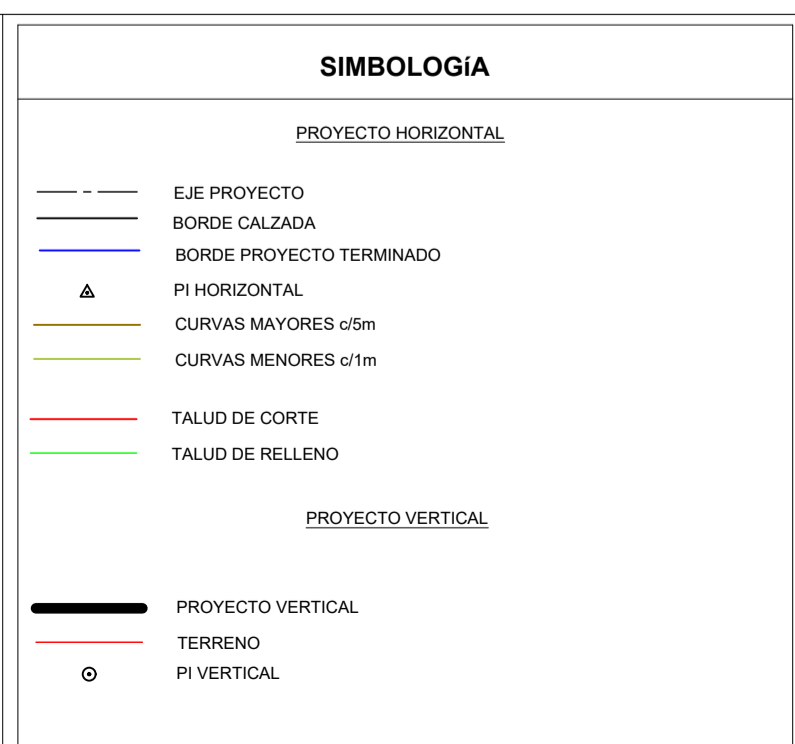 SIMBOLOGíA
PROYECTO HORIZONTAL
EJE PROYECTO
BORDE CALZADA
BORDE PROYECTO TERMINADO
PI HORIZONTAL
CURVAS MAYORES c/5m
CURVAS MENORES c/1m
TALUD DE CORTE
TALUD DE RELLENO
PROYECTO VERTICAL
PROYECTO VERTICAL
TERRENO
PI VERTICAL